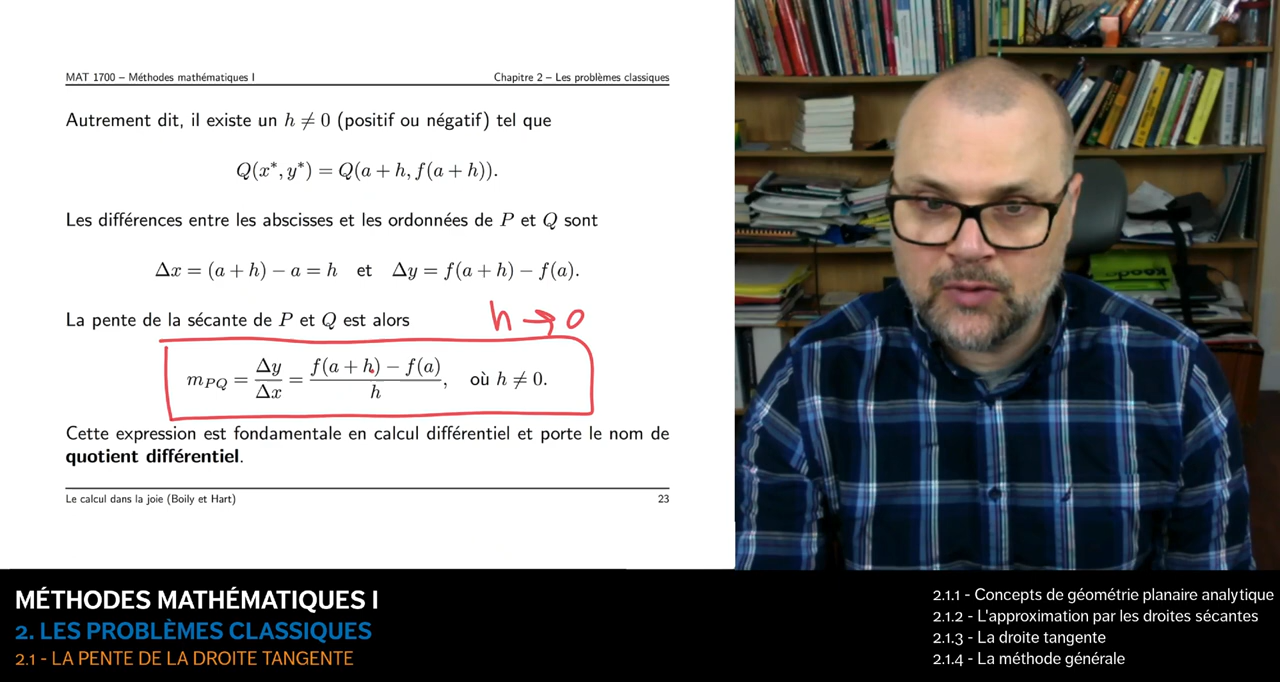 MAT 1700 – Méthodes mathématiques I
Chapitre 2 – Les problèmes classiques
Autrement dit, il existe un h ≠ 0 (positif ou négatif) tel que
Q(x*, y*) = Q(a + h, f(a + h)).
Les différences entre les abscisses et les ordonnées de P et Q sont
Δx = (a + h) − a = h et Δy = f(a + h) − f(a).
La pente de la sécante de P et Q est alors
h → 0
m_PQ = Δy/Δx = (f(a + h) − f(a))/h, où h ≠ 0.
Cette expression est fondamentale en calcul différentiel et porte le nom de
quotient différentiel.
Le calcul dans la joie (Boily et Hart)
23
MÉTHODES MATHÉMATIQUES I
2. LES PROBLÈMES CLASSIQUES
2.1 - LA PENTE DE LA DROITE TANGENTE
2.1.1 - Concepts de géométrie planaire analytique
2.1.2 - L'approximation par les droites sécantes
2.1.3 - La droite tangente
2.1.4 - La méthode générale